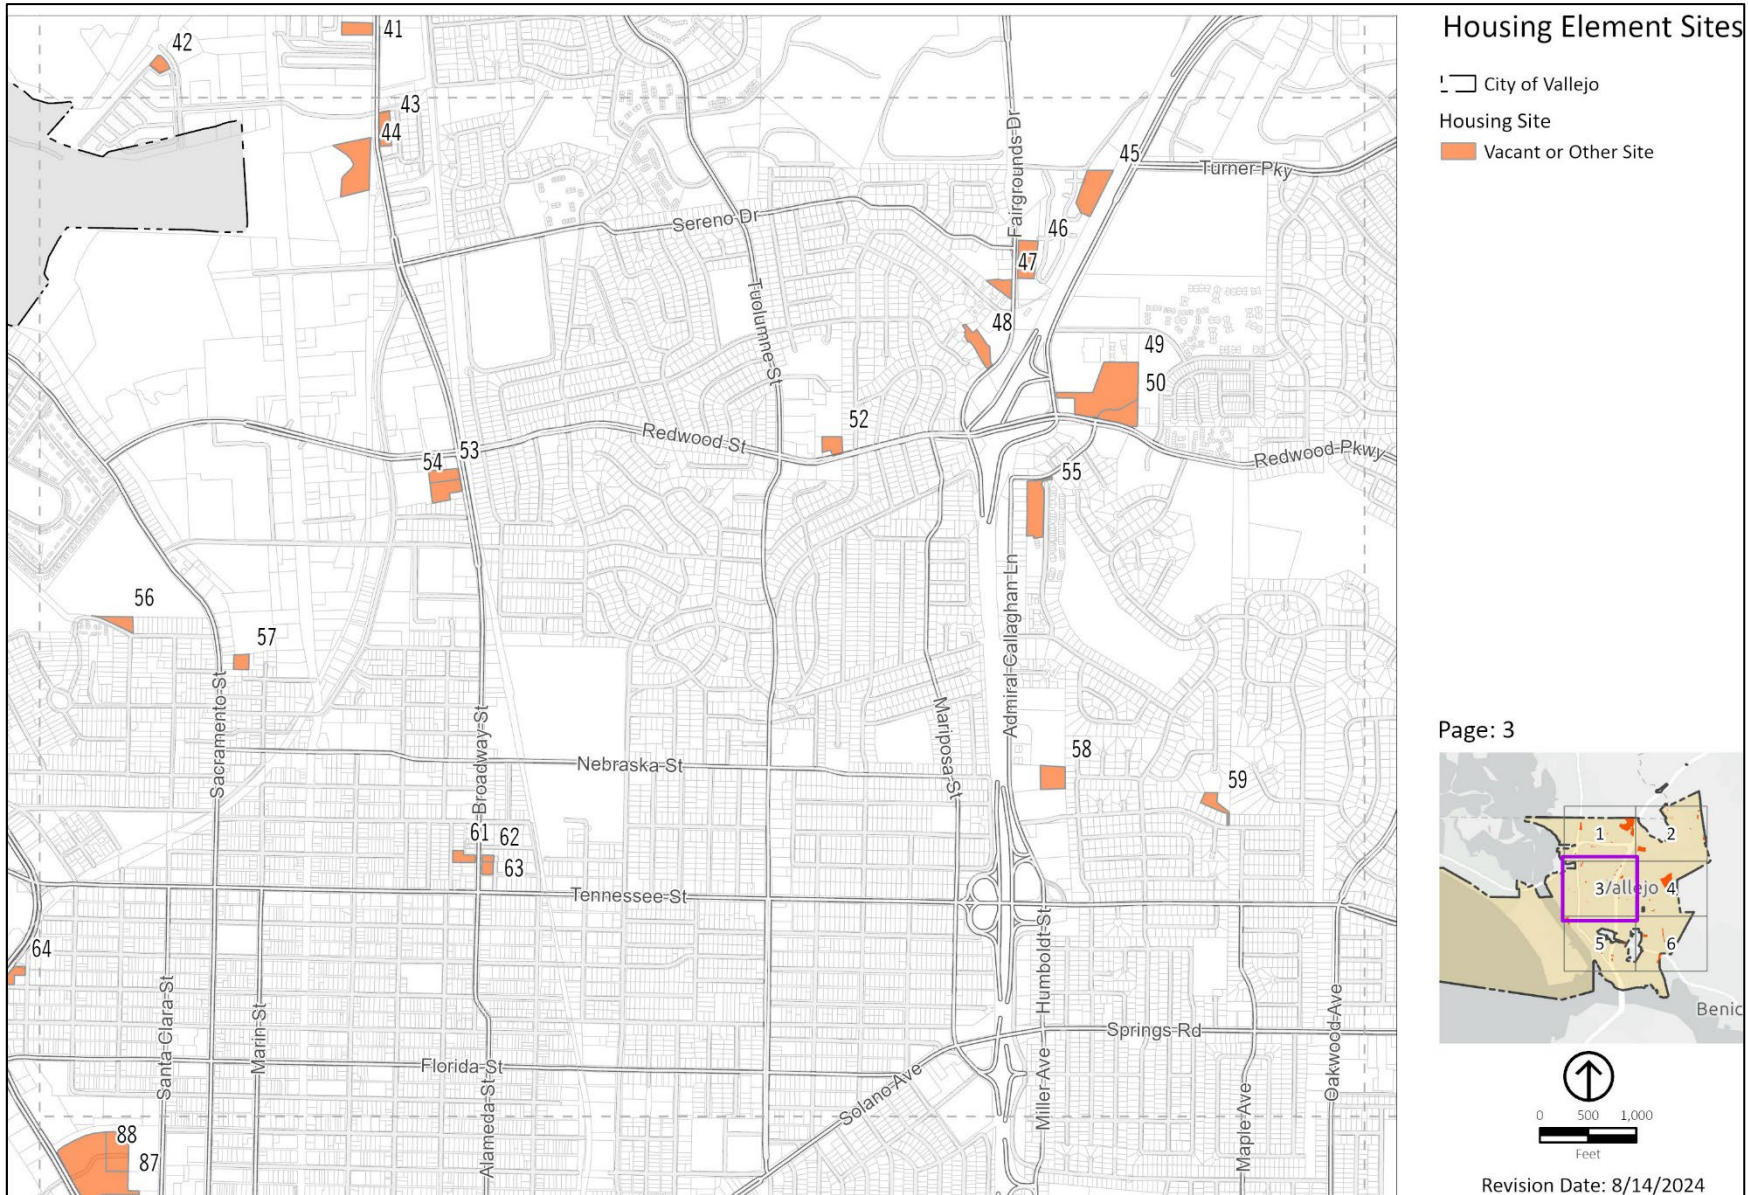 Housing Element Sites
City of Vallejo
Housing Site
Vacant or Other Site
41
42
43
44
45
Turner Pky
Fairgrounds Dr
Sereno Dr
46
47
Tuolumne St
48
49
50
52
Redwood St
53
54
Redwood Pkwy
55
Admiral Callaghan Ln
56
57
Sacramento St
Broadway St
Mariposa St
Nebraska St
58
59
61
62
63
Tennessee St
64
Santa Clara St
Marin St
Humboldt St
Springs Rd
Florida St
Alameda St
Solano Ave
Miller Ave
Maple Ave
Oakwood Ave
88
87
Page: 3
1
2
3
Vallejo
4
5
6
Benic
0 500 1,000
Feet
Revision Date: 8/14/2024